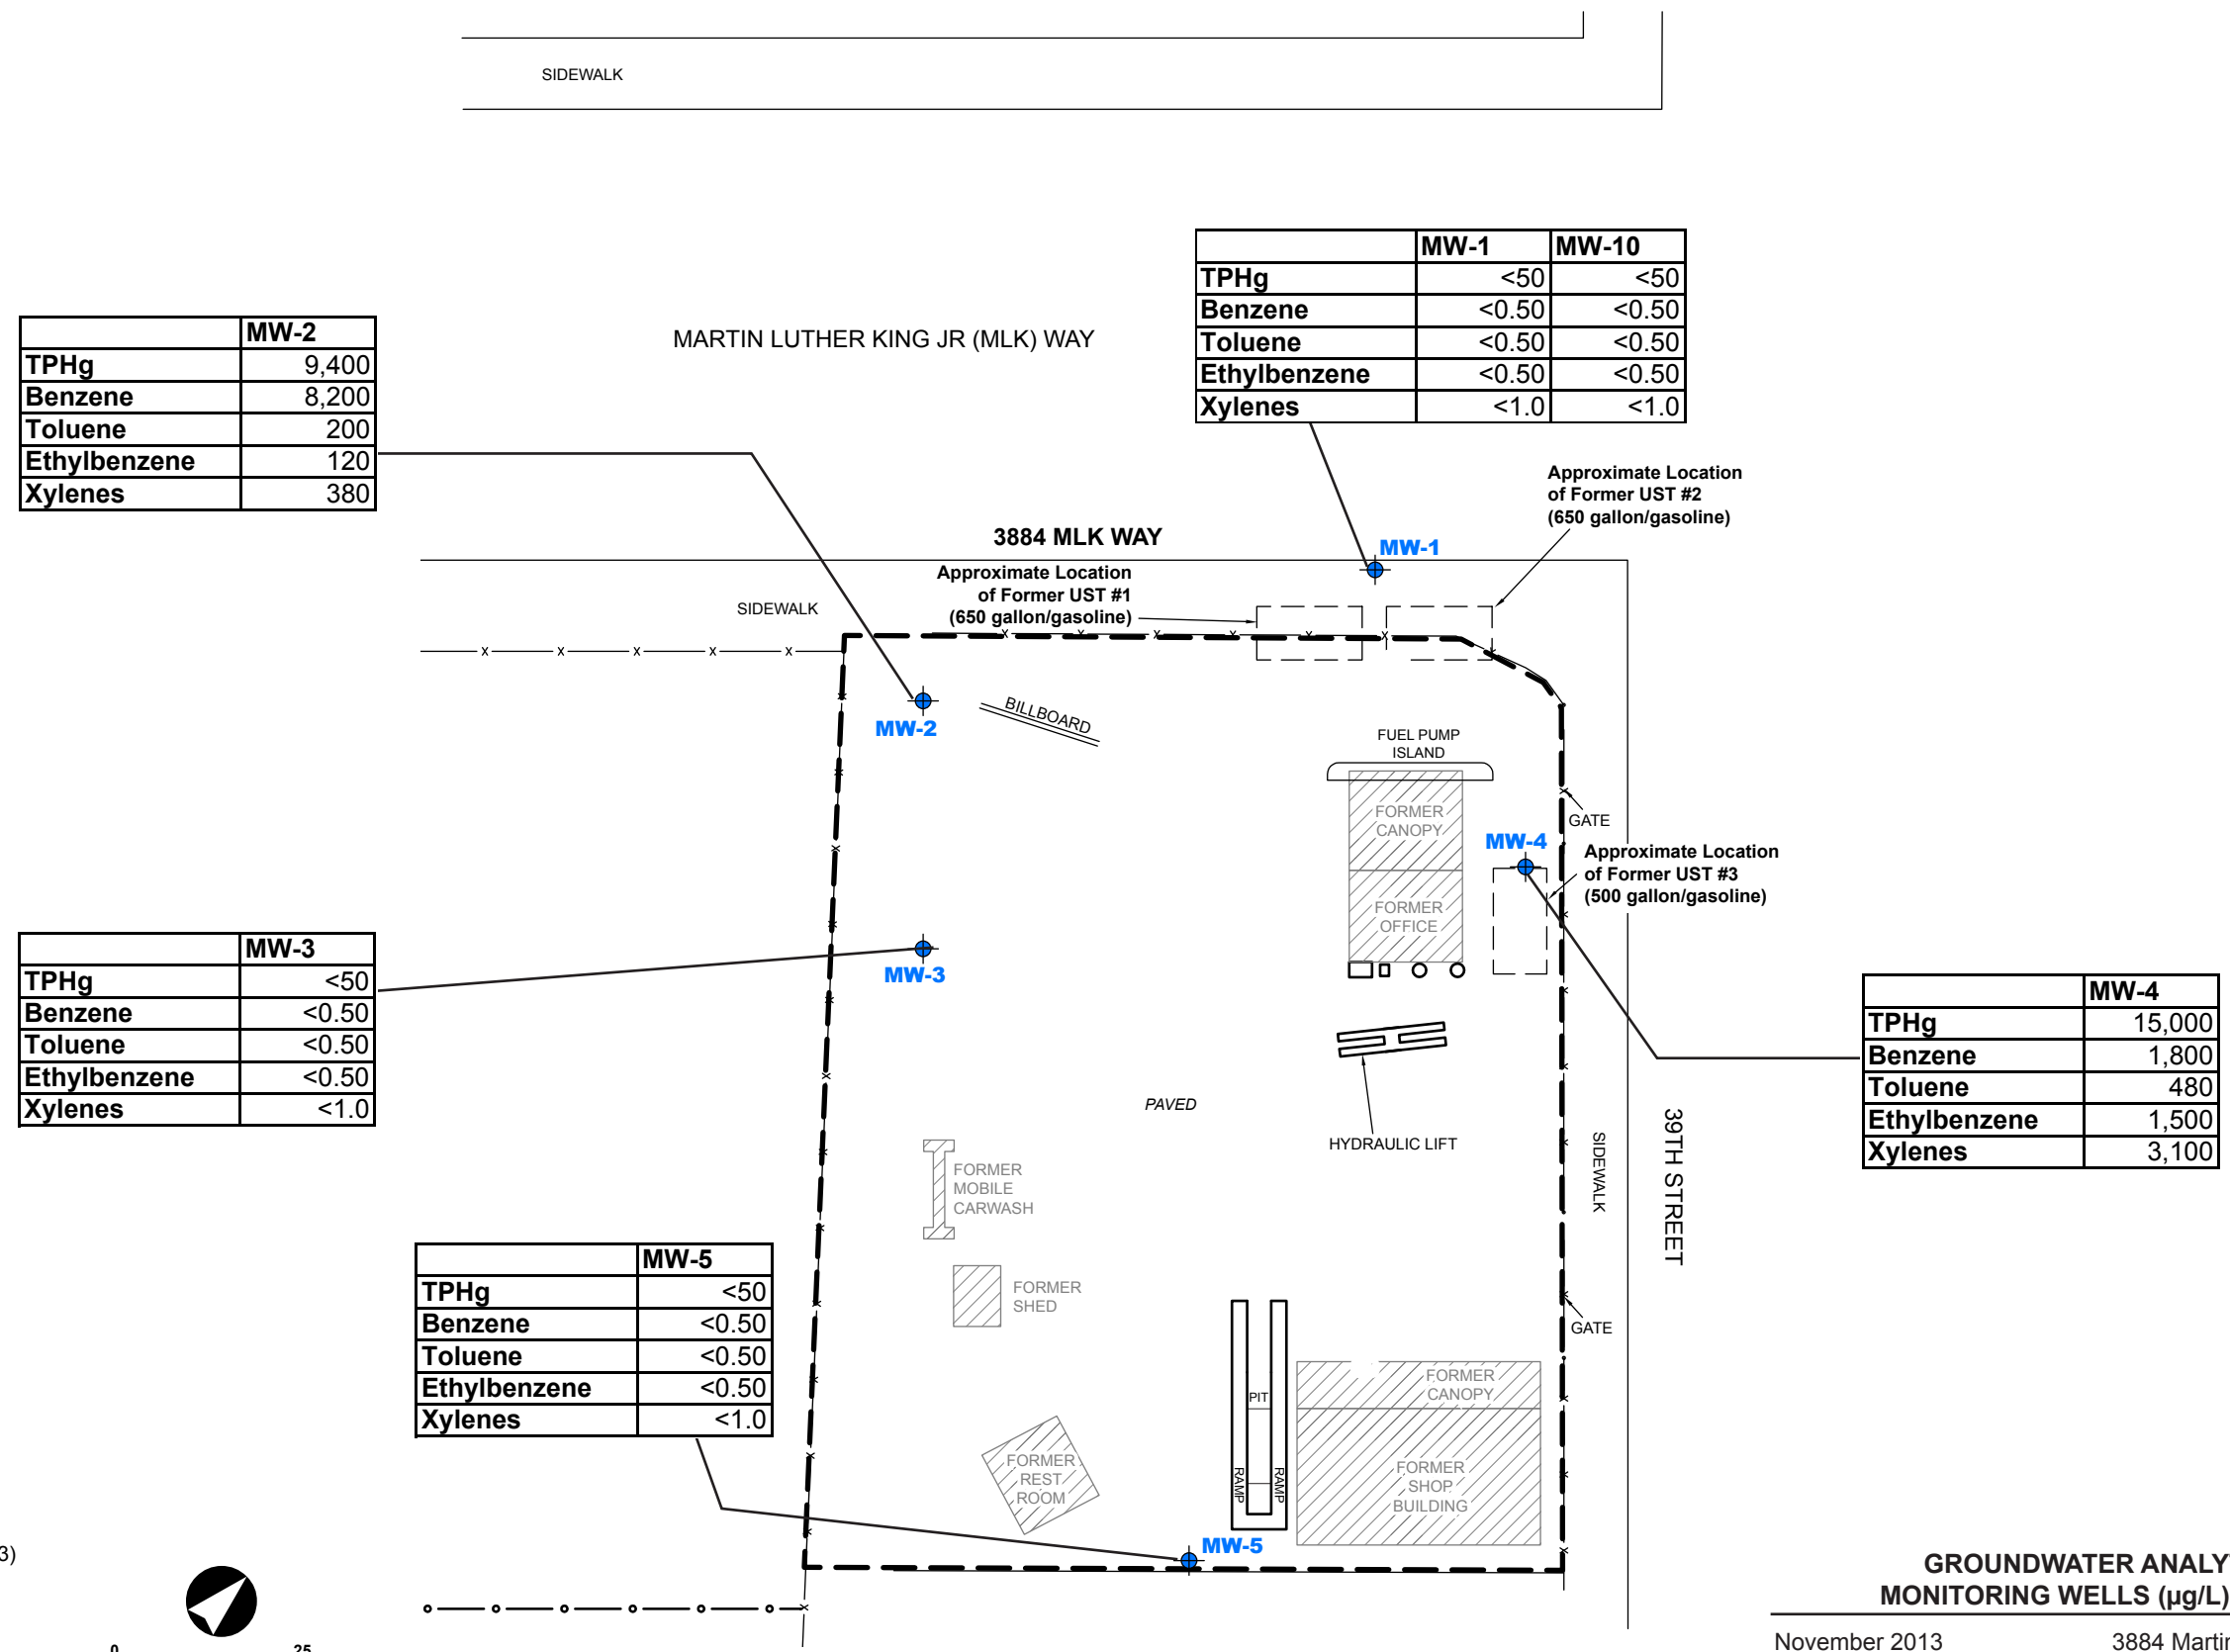 SIDEWALK
MW-1 MW-10
TPHg <50 <50
Benzene <0.50 <0.50
Toluene <0.50 <0.50
Ethylbenzene <0.50 <0.50
Xylenes <1.0 <1.0
MW-2
TPHg 9,400
Benzene 8,200
Toluene 200
Ethylbenzene 120
Xylenes 380
MARTIN LUTHER KING JR (MLK) WAY
Approximate Location
of Former UST #2
(650 gallon/gasoline)
3884 MLK WAY
MW-1
Approximate Location
of Former UST #1
(650 gallon/gasoline)
SIDEWALK
MW-2
BILLBOARD
FUEL PUMP
ISLAND
FORMER
CANOPY
GATE
MW-4
Approximate Location
of Former UST #3
(500 gallon/gasoline)
FORMER
OFFICE
MW-3
TPHg <50
Benzene <0.50
Toluene <0.50
Ethylbenzene <0.50
Xylenes <1.0
MW-3
MW-4
TPHg 15,000
Benzene 1,800
Toluene 480
Ethylbenzene 1,500
Xylenes 3,100
PAVED
HYDRAULIC LIFT
SIDEWALK
39TH STREET
FORMER
MOBILE
CARWASH
FORMER
SHED
GATE
MW-5
TPHg <50
Benzene <0.50
Toluene <0.50
Ethylbenzene <0.50
Xylenes <1.0
PIT
RAMP
RAMP
FORMER
CANOPY
FORMER
SHOP
BUILDING
FORMER
REST
ROOM
MW-5
3)
0 25
GROUNDWATER ANALY
MONITORING WELLS (µg/L)
November 2013 3884 Martin